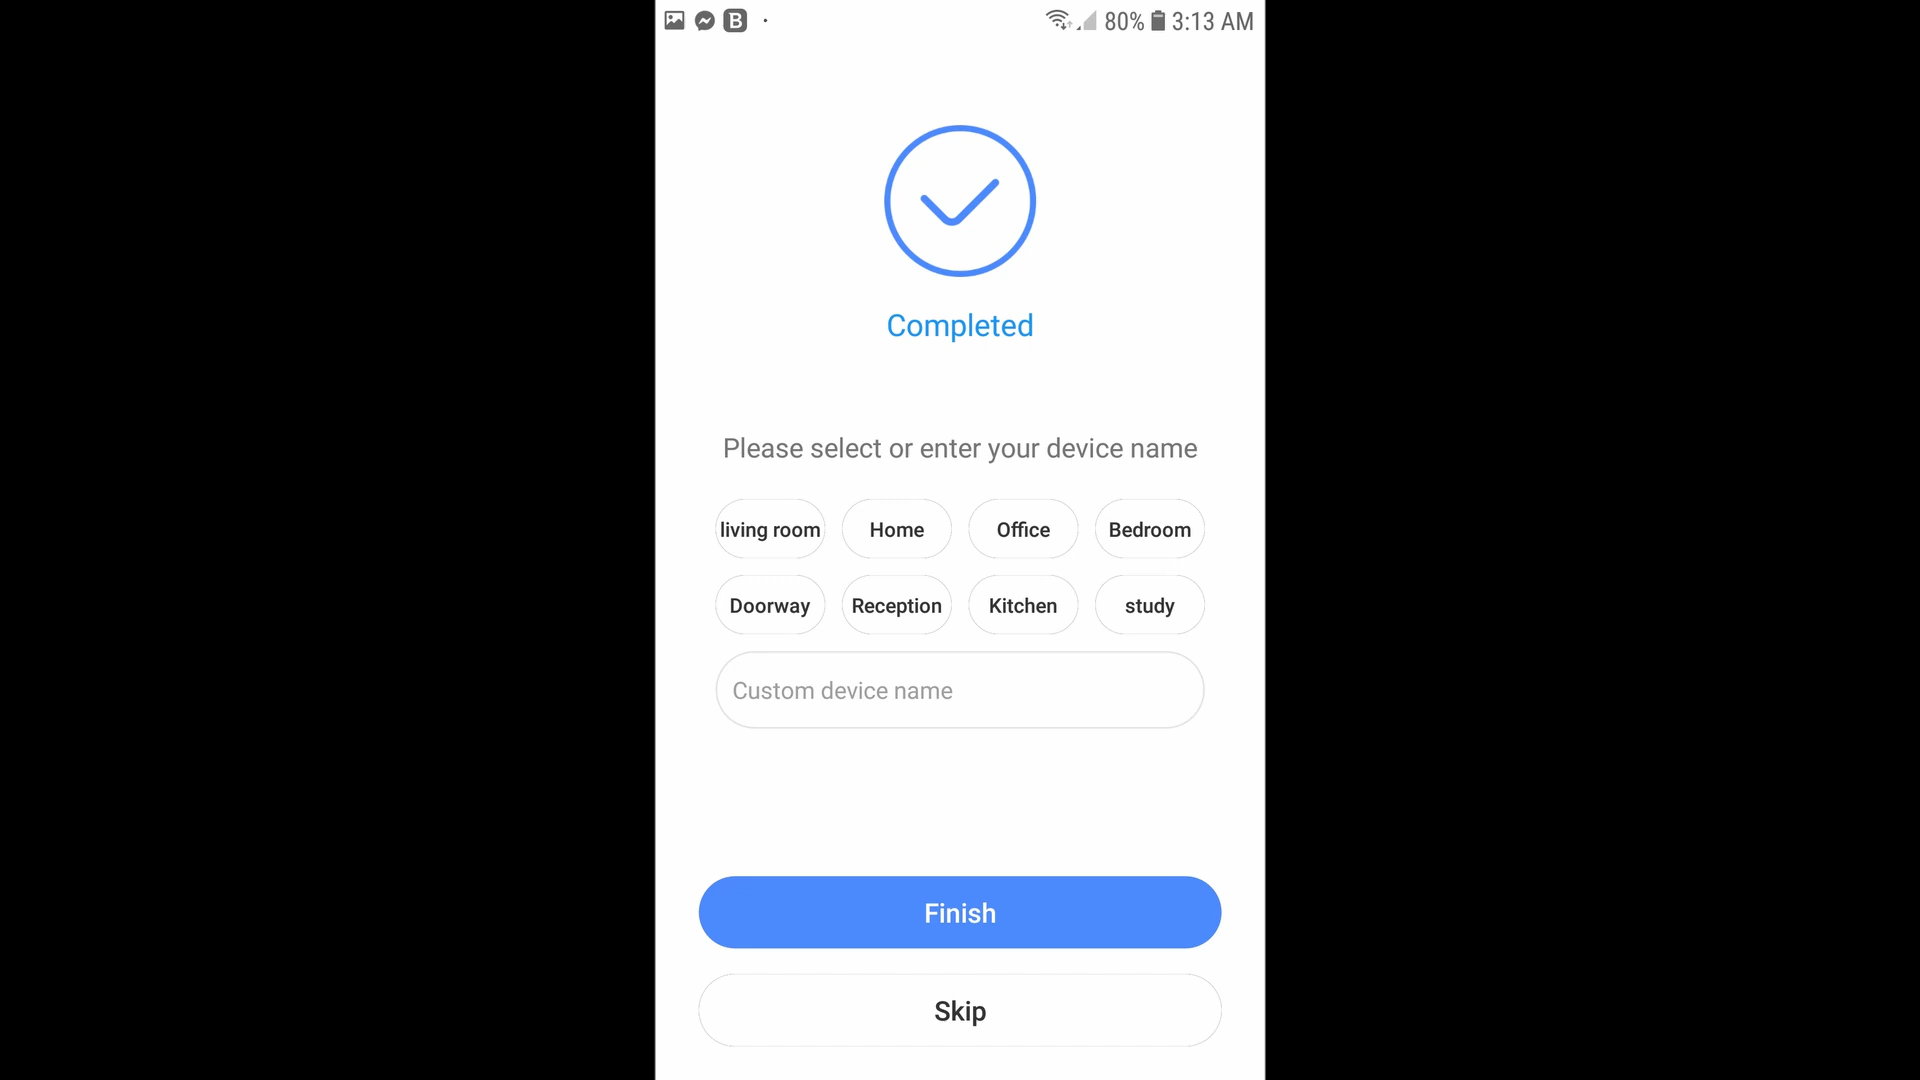 B 80% 3:13 AM
Completed
Please select or enter your device name
living room Home Office Bedroom
Doorway Reception Kitchen study
Custom device name
Finish
Skip